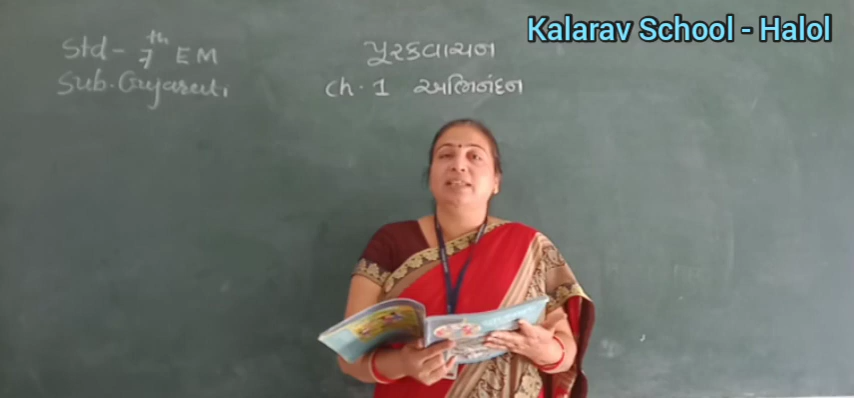 Kalarav School - Halol
Std - 7th EM
Sub. Gujarati.
પૂરકવાચન
Ch. 1 અભિનંદન